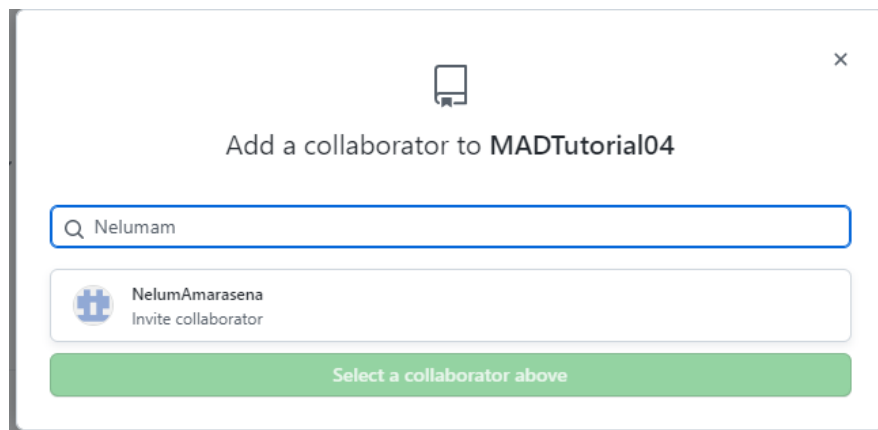 Add a collaborator to MADTutorial04
Nelumam
NelumAmarasena
Invite collaborator
Select a collaborator above